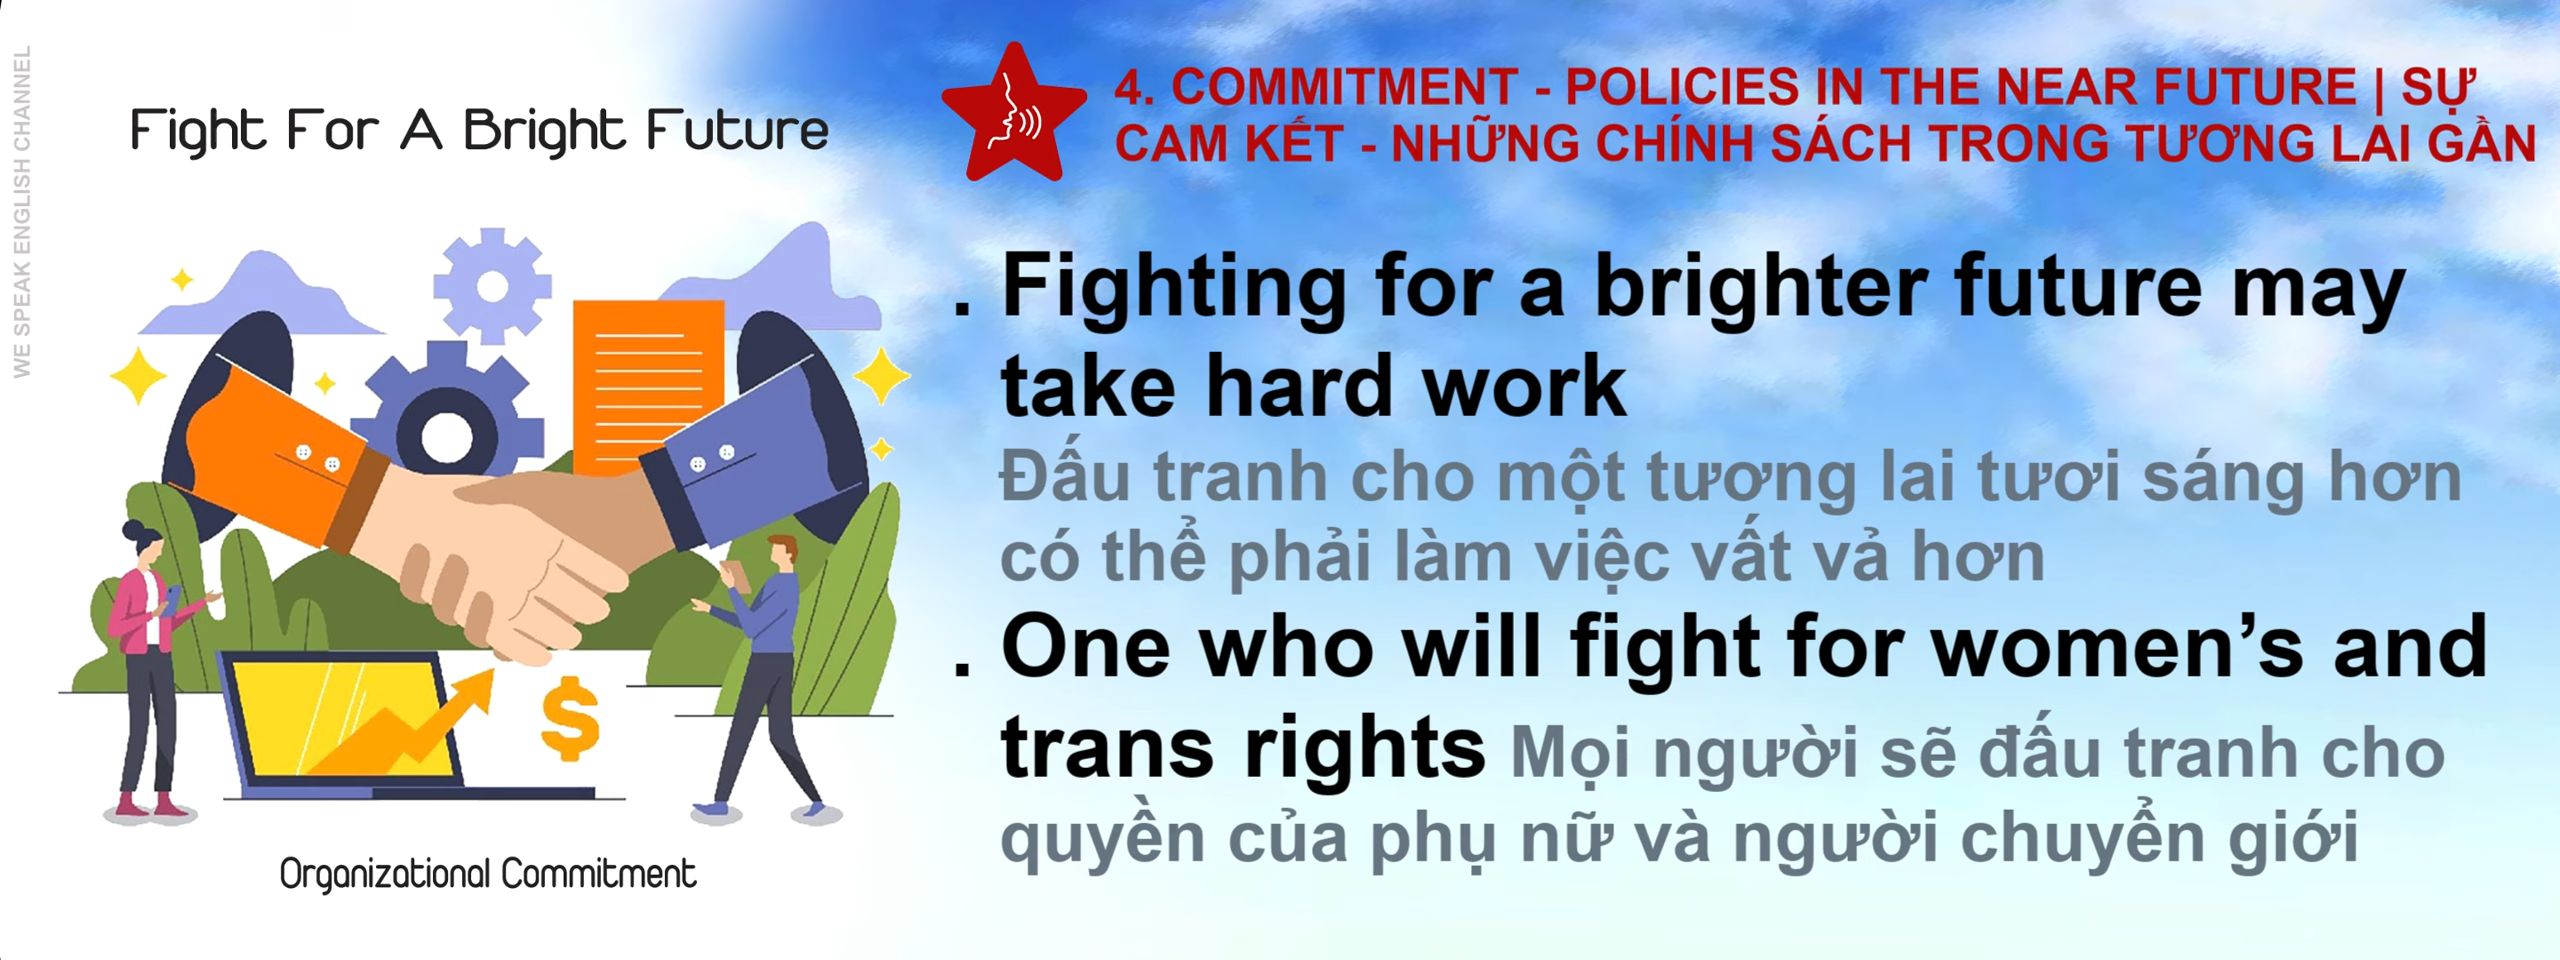 WE SPEAK ENGLISH CHANNEL
Fight For A Bright Future
Organizational Commitment
4. COMMITMENT - POLICIES IN THE NEAR FUTURE | SỰ
CAM KẾT - NHỮNG CHÍNH SÁCH TRONG TƯƠNG LAI GẦN
. Fighting for a brighter future may
take hard work
Đấu tranh cho một tương lai tươi sáng hơn
có thể phải làm việc vất vả hơn
. One who will fight for women’s and
trans rights Mọi người sẽ đấu tranh cho
quyền của phụ nữ và người chuyển giới
$